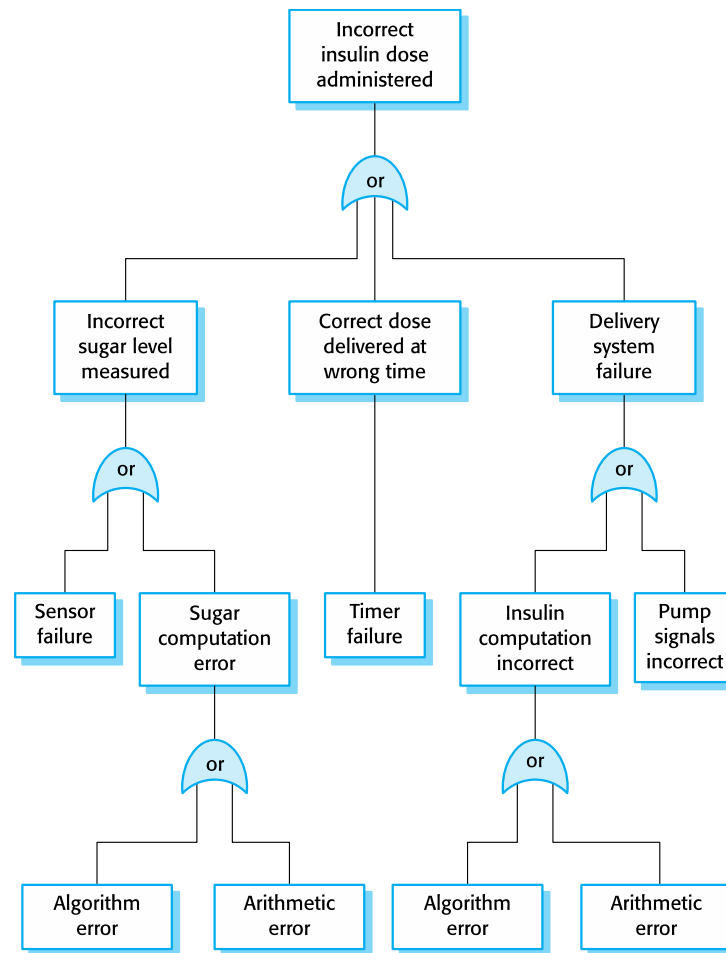 Incorrect
insulin dose
administered
or
Incorrect
sugar level
measured
Correct dose
delivered at
wrong time
Delivery
system
failure
or
or
Sensor
failure
Sugar
computation
error
Timer
failure
Insulin
computation
incorrect
Pump
signals
incorrect
or
or
Algorithm
error
Arithmetic
error
Algorithm
error
Arithmetic
error